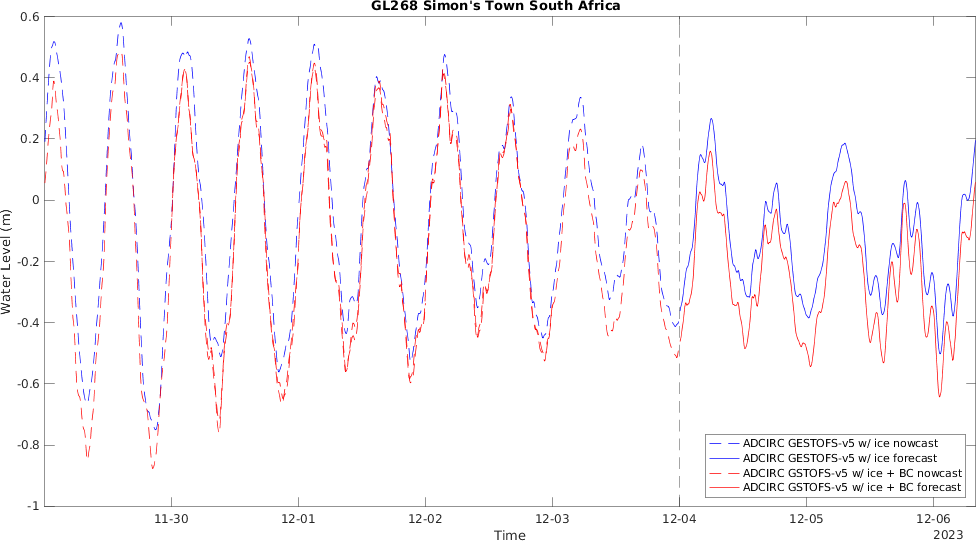 GL268 Simon's Town South Africa
Water Level (m)
0.6
0.4
0.2
0
-0.2
-0.4
-0.6
-0.8
-1
ADCIRC GESTOFS-v5 w/ ice nowcast
ADCIRC GESTOFS-v5 w/ ice forecast
ADCIRC GSTOFS-v5 w/ ice + BC nowcast
ADCIRC GSTOFS-v5 w/ ice + BC forecast
11-30 12-01 12-02 12-03 12-04 12-05 12-06
Time
2023